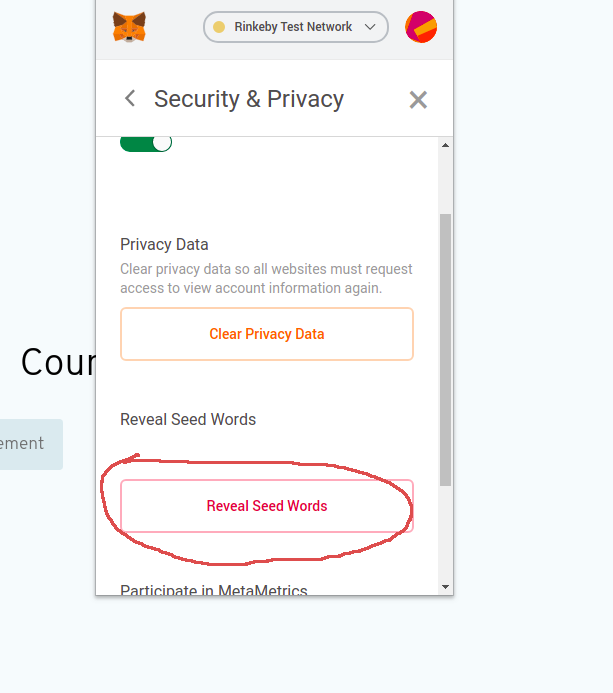 Rinkeby Test Network
Security & Privacy
Privacy Data
Clear privacy data so all websites must request
access to view account information again.
Clear Privacy Data
Coun
ement
Reveal Seed Words
Reveal Seed Words
Participate in MetaMetrics